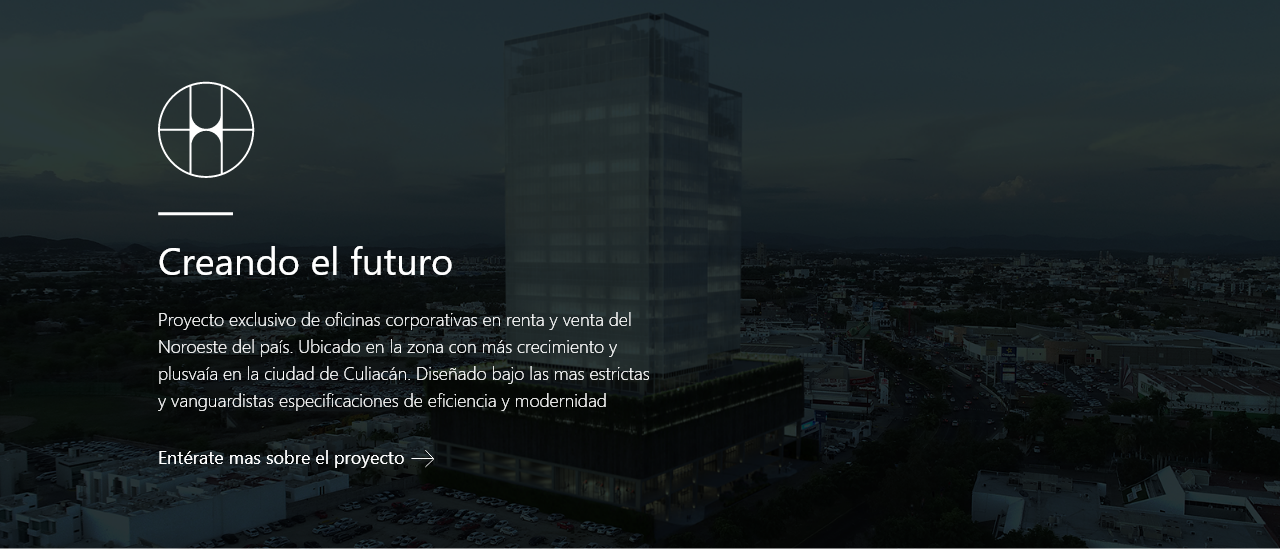 Creando el futuro
Proyecto exclusivo de oficinas corporativas en renta y venta del
Noroeste del país. Ubicado en la zona con más crecimiento y
plusvaía en la ciudad de Culiacán. Diseñado bajo las mas estrictas
y vanguardistas especificaciones de eficiencia y modernidad
Entérate mas sobre el proyecto